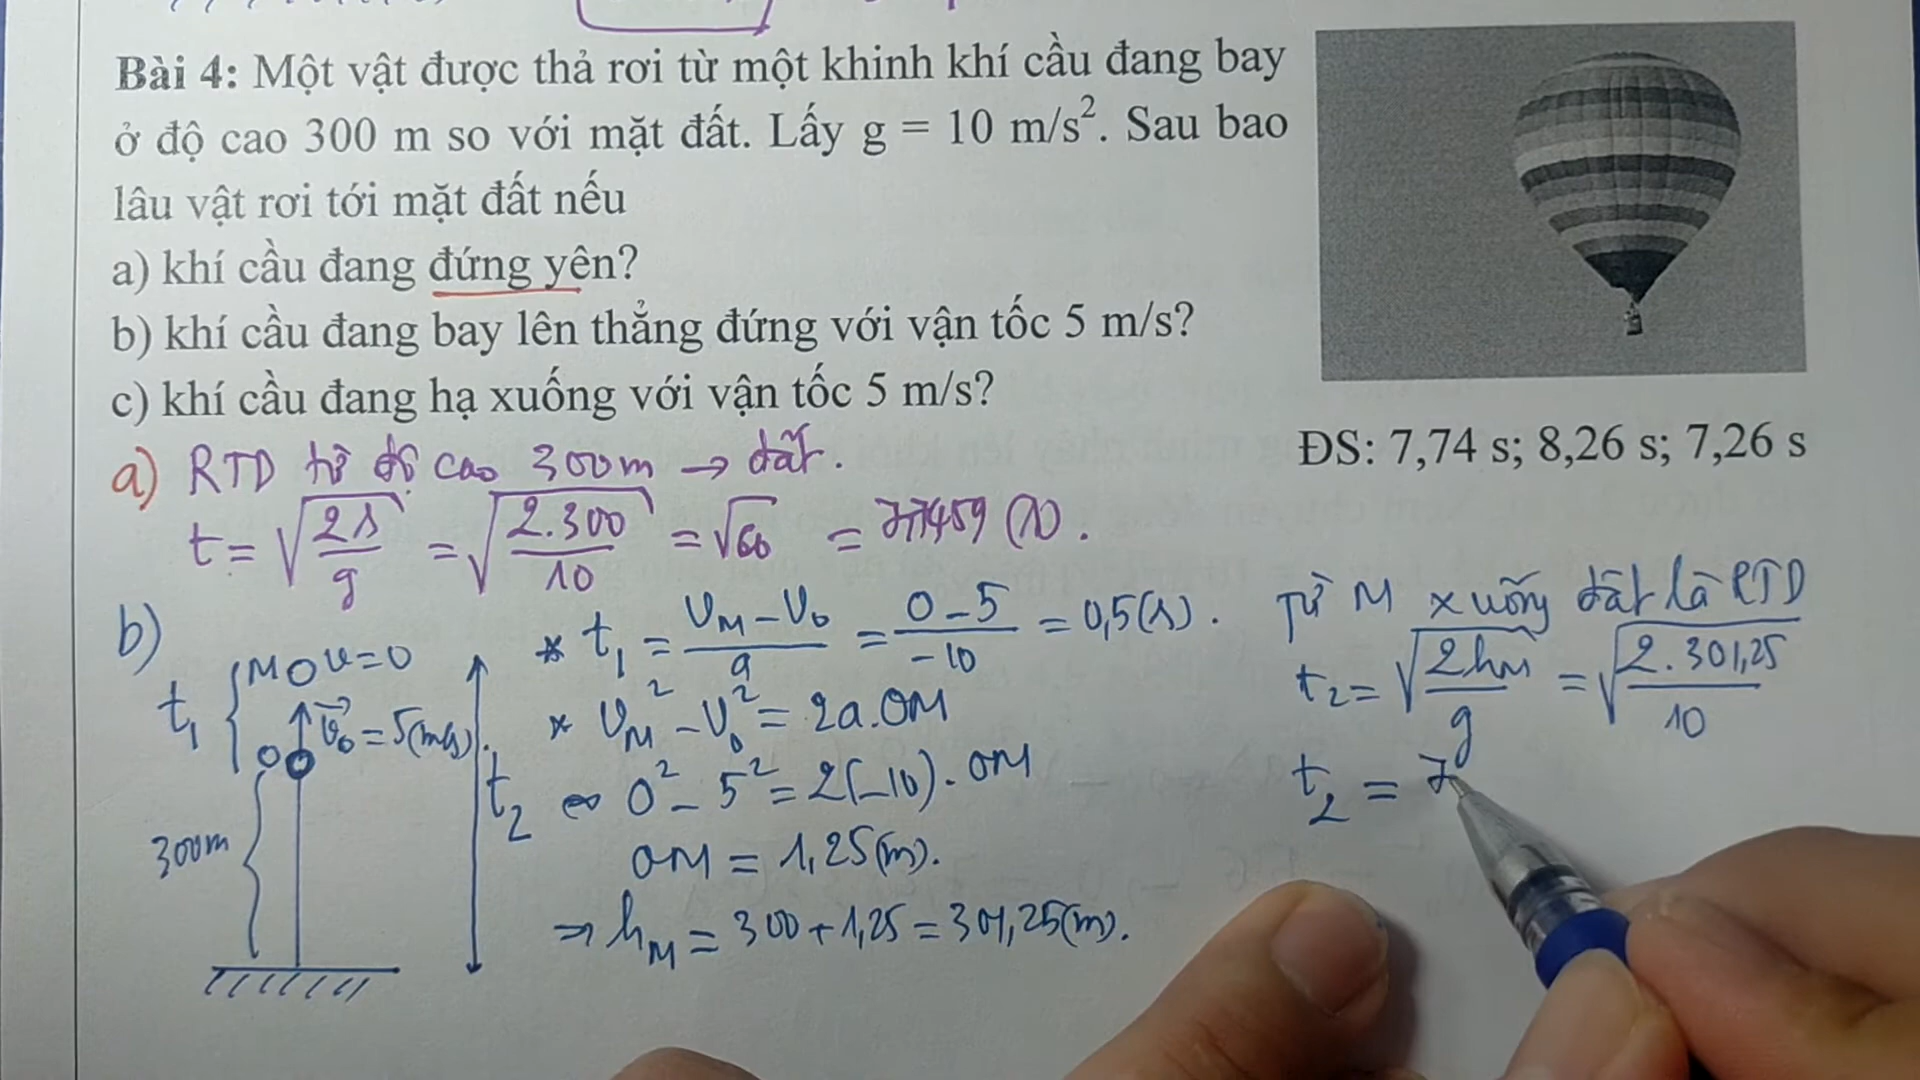 Bài 4: Một vật được thả rơi từ một khinh khí cầu đang bay
ở độ cao 300 m so với mặt đất. Lấy g = 10 m/s². Sau bao
lâu vật rơi tới mặt đất nếu
a) khí cầu đang đứng yên?
b) khí cầu đang bay lên thẳng đứng với vận tốc 5 m/s?
c) khí cầu đang hạ xuống với vận tốc 5 m/s?
ĐS: 7,74 s; 8,26 s; 7,26 s
a) RTD từ độ cao 300m → đất.
t = √(2s/g) = √(2.300/10) = √60 = 7,7459 (s).
b)
M v=0
t₁
O v₀ = 5(m/s).
300m
t₂
* t₁ = (v_M - v₀)/a = (0 - 5)/(-10) = 0,5(s).
* v_M² - v₀² = 2a.OM
⇔ 0² - 5² = 2(-10).OM
OM = 1,25(m).
⇒ h_M = 300 + 1,25 = 301,25(m).
Từ M xuống đất là RTD
t₂ = √(2h_M/g) = √(2.301,25/10)
t₂ = 7